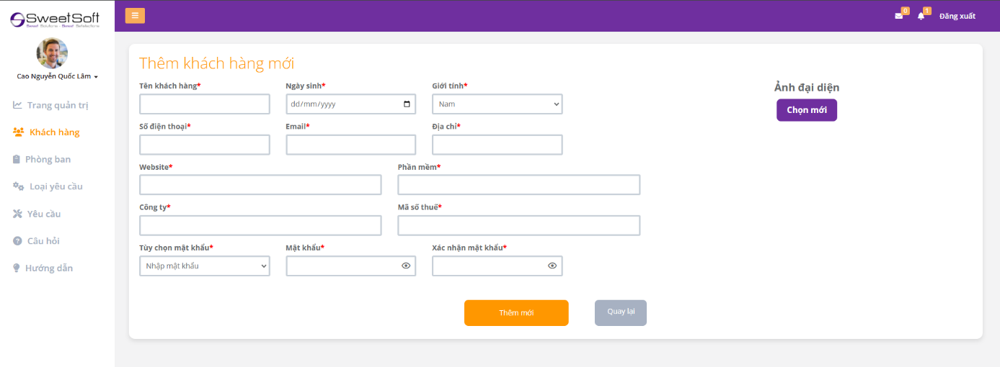 SweetSoft
Sweet Solutions - Sweet Satisfactions
0
1
Đăng xuất
Cao Nguyễn Quốc Lâm
Trang quản trị
Khách hàng
Phòng ban
Loại yêu cầu
Yêu cầu
Câu hỏi
Hướng dẫn
Thêm khách hàng mới
Tên khách hàng* Ngày sinh* Giới tính*
dd/mm/yyyy Nam
Số điện thoại* Email* Địa chỉ*
Website* Phần mềm*
Công ty* Mã số thuế*
Tùy chọn mật khẩu* Mật khẩu* Xác nhận mật khẩu*
Nhập mật khẩu
Ảnh đại diện
Chọn mới
Thêm mới Quay lại